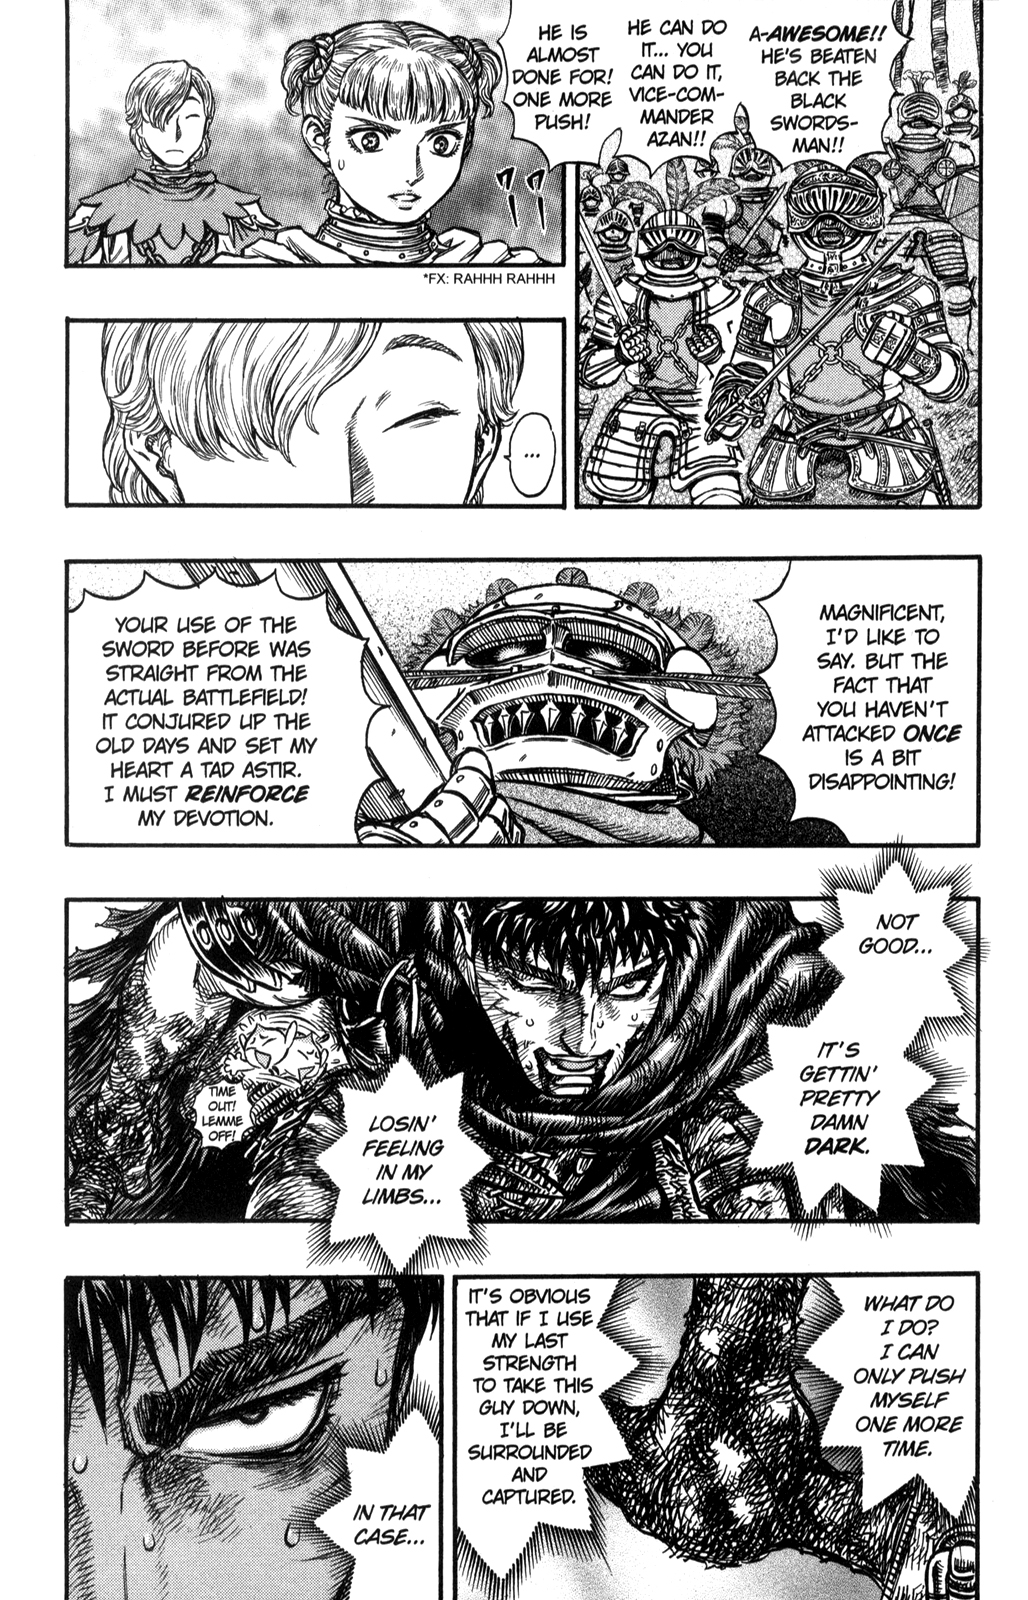 A-AWESOME!!
HE'S BEATEN
BACK THE
BLACK
SWORDS-
MAN!!
HE CAN DO
IT... YOU
CAN DO IT,
VICE-COM-
MANDER
AZAN!!
HE IS
ALMOST
DONE FOR!
ONE MORE
PUSH!
*FX: RAHHH RAHHH
...
MAGNIFICENT,
I'D LIKE TO
SAY. BUT THE
FACT THAT
YOU HAVEN'T
ATTACKED ONCE
IS A BIT
DISAPPOINTING!
YOUR USE OF THE
SWORD BEFORE WAS
STRAIGHT FROM THE
ACTUAL BATTLEFIELD!
IT CONJURED UP THE
OLD DAYS AND SET MY
HEART A TAD ASTIR.
I MUST REINFORCE
MY DEVOTION.
NOT
GOOD...
IT'S
GETTIN'
PRETTY
DAMN
DARK.
LOSIN'
FEELING
IN MY
LIMBS...
TIME
OUT!
LEMME
OFF!
WHAT DO
I DO?
I CAN
ONLY PUSH
MYSELF
ONE MORE
TIME.
IT'S OBVIOUS
THAT IF I USE
MY LAST
STRENGTH
TO TAKE THIS
GUY DOWN,
I'LL BE
SURROUNDED
AND
CAPTURED.
IN THAT
CASE...